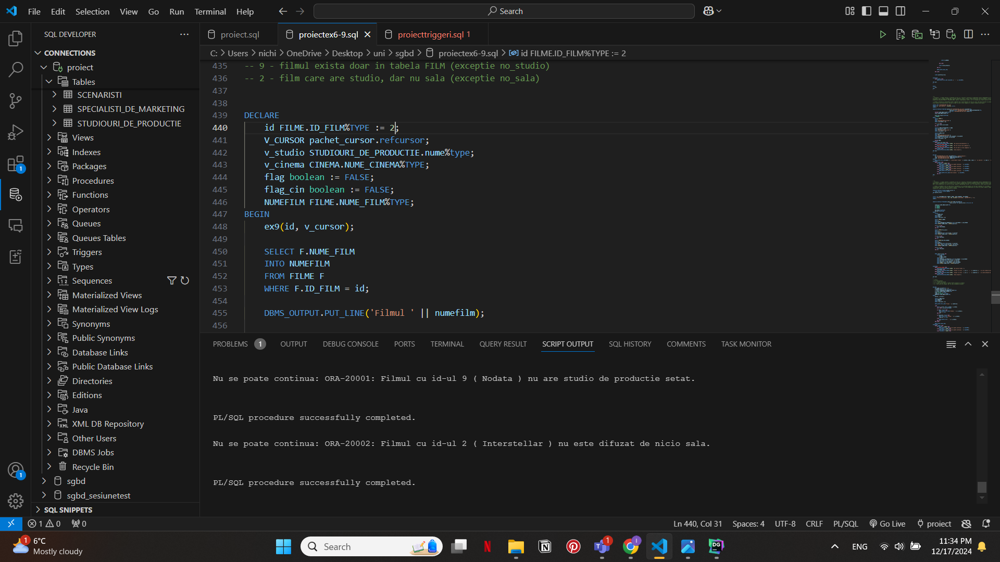 File Edit Selection View Go Run Terminal Help
Search
SQL DEVELOPER
project.sql
proiectex6-9.sql
proiecttriggeri.sql 1
CONNECTIONS
C: > Users > nichi > OneDrive > Desktop > uni > sgbd > proiectex6-9.sql > id FILME.ID_FILM%TYPE := 2
proiect
Tables
SCENARISTI
SPECIALISTI_DE_MARKETING
STUDIOURI_DE_PRODUCTIE
Views
Indexes
Packages
Procedures
Functions
Operators
Queues
Queues Tables
Triggers
Types
Sequences
Materialized Views
Materialized View Logs
Synonyms
Public Synonyms
Database Links
Public Database Links
Directories
Editions
Java
XML DB Repository
Other Users
DBMS Jobs
Recycle Bin
sgbd
sgbd_sesiunetest
SQL SNIPPETS
435 -- 9 - filmul exista doar in tabela FILM (exceptie no_studio)
436 -- 2 - film care are studio, dar nu sala (exceptie no_sala)
437
438
439 DECLARE
440 id FILME.ID_FILM%TYPE := 2;
441 V_CURSOR pachet_cursor.refcursor;
442 v_studio STUDIOURI_DE_PRODUCTIE.nume%type;
443 v_cinema CINEMA.NUME_CINEMA%TYPE;
444 flag boolean := FALSE;
445 flag_cin boolean := FALSE;
446 NUMEFILM FILME.NUME_FILM%TYPE;
447 BEGIN
448 ex9(id, v_cursor);
449
450 SELECT F.NUME_FILM
451 INTO NUMEFILM
452 FROM FILME F
453 WHERE F.ID_FILM = id;
454
455 DBMS_OUTPUT.PUT_LINE('Filmul ' || numefilm);
456
PROBLEMS 1 OUTPUT DEBUG CONSOLE PORTS TERMINAL QUERY RESULT SCRIPT OUTPUT SQL HISTORY COMMENTS TASK MONITOR
Nu se poate continua: ORA-20001: Filmul cu id-ul 9 ( Nodata ) nu are studio de productie setat.
PL/SQL procedure successfully completed.
Nu se poate continua: ORA-20002: Filmul cu id-ul 2 ( Interstellar ) nu este difuzat de nicio sala.
PL/SQL procedure successfully completed.
1 0 0
Ln 440, Col 31 Spaces: 4 UTF-8 CRLF PL/SQL Go Live proiect
1
6°C
Mostly cloudy
Search
ENG
11:34 PM
12/17/2024